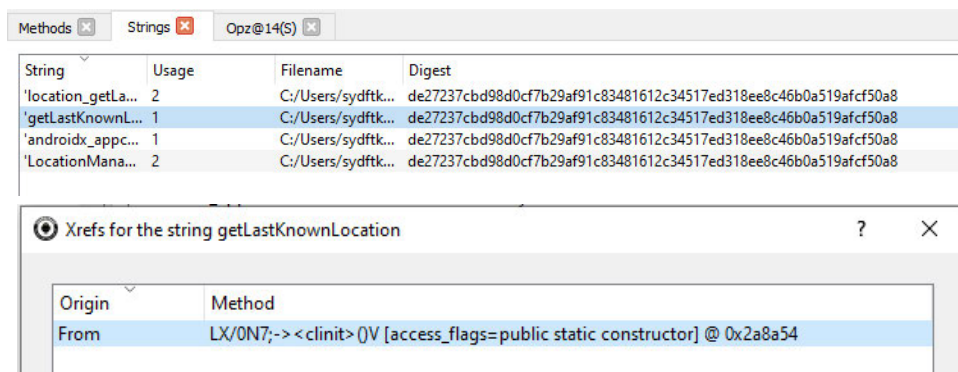 Methods Strings Opz@14(S)
String Usage Filename Digest
'location_getLa... 2 C:/Users/sydftk... de27237cbd98d0cf7b29af91c83481612c34517ed318ee8c46b0a519afcf50a8
'getLastKnownL... 1 C:/Users/sydftk... de27237cbd98d0cf7b29af91c83481612c34517ed318ee8c46b0a519afcf50a8
'androidx_appc... 1 C:/Users/sydftk... de27237cbd98d0cf7b29af91c83481612c34517ed318ee8c46b0a519afcf50a8
'LocationMana... 2 C:/Users/sydftk... de27237cbd98d0cf7b29af91c83481612c34517ed318ee8c46b0a519afcf50a8
Xrefs for the string getLastKnownLocation ?
Origin Method
From LX/0N7;-><clinit>()V [access_flags=public static constructor] @ 0x2a8a54